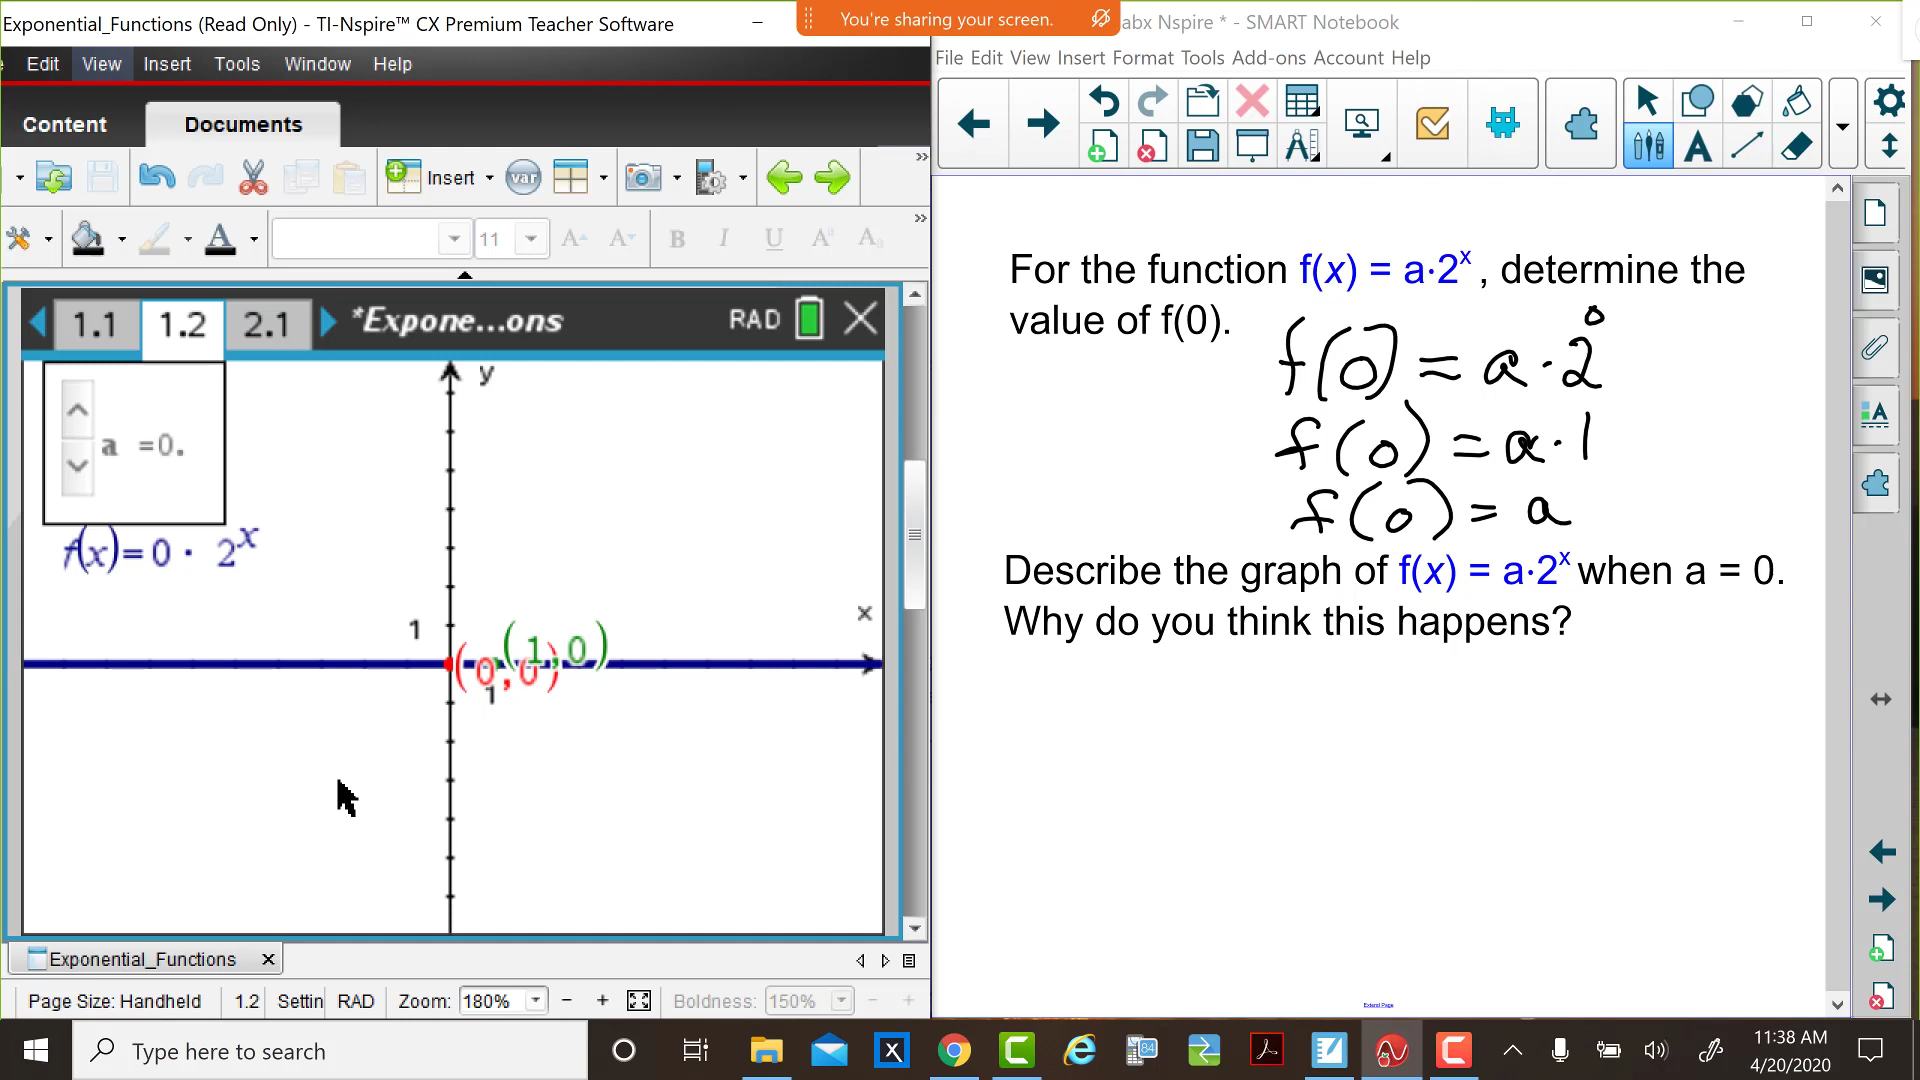 Exponential_Functions (Read Only) - TI-Nspire™ CX Premium Teacher Software
You're sharing your screen.
abx Nspire * - SMART Notebook
Edit View Insert Tools Window Help
File Edit View Insert Format Tools Add-ons Account Help
Content Documents
Insert var
11 A A B I U A A
1.1 1.2 2.1 *Expone...ons RAD
a =0.
f(x)=0 · 2^x
y
1
x
(1,0)
(0,0)
1
For the function f(x) = a·2^x , determine the
value of f(0).
f(0) = a · 2^0
f(0) = a · 1
f(0) = a
Describe the graph of f(x) = a·2^x when a = 0.
Why do you think this happens?
Extend Page
Exponential_Functions
Page Size: Handheld 1.2 Settin RAD Zoom: 180% Boldness: 150%
Type here to search
X
84
11:38 AM
4/20/2020